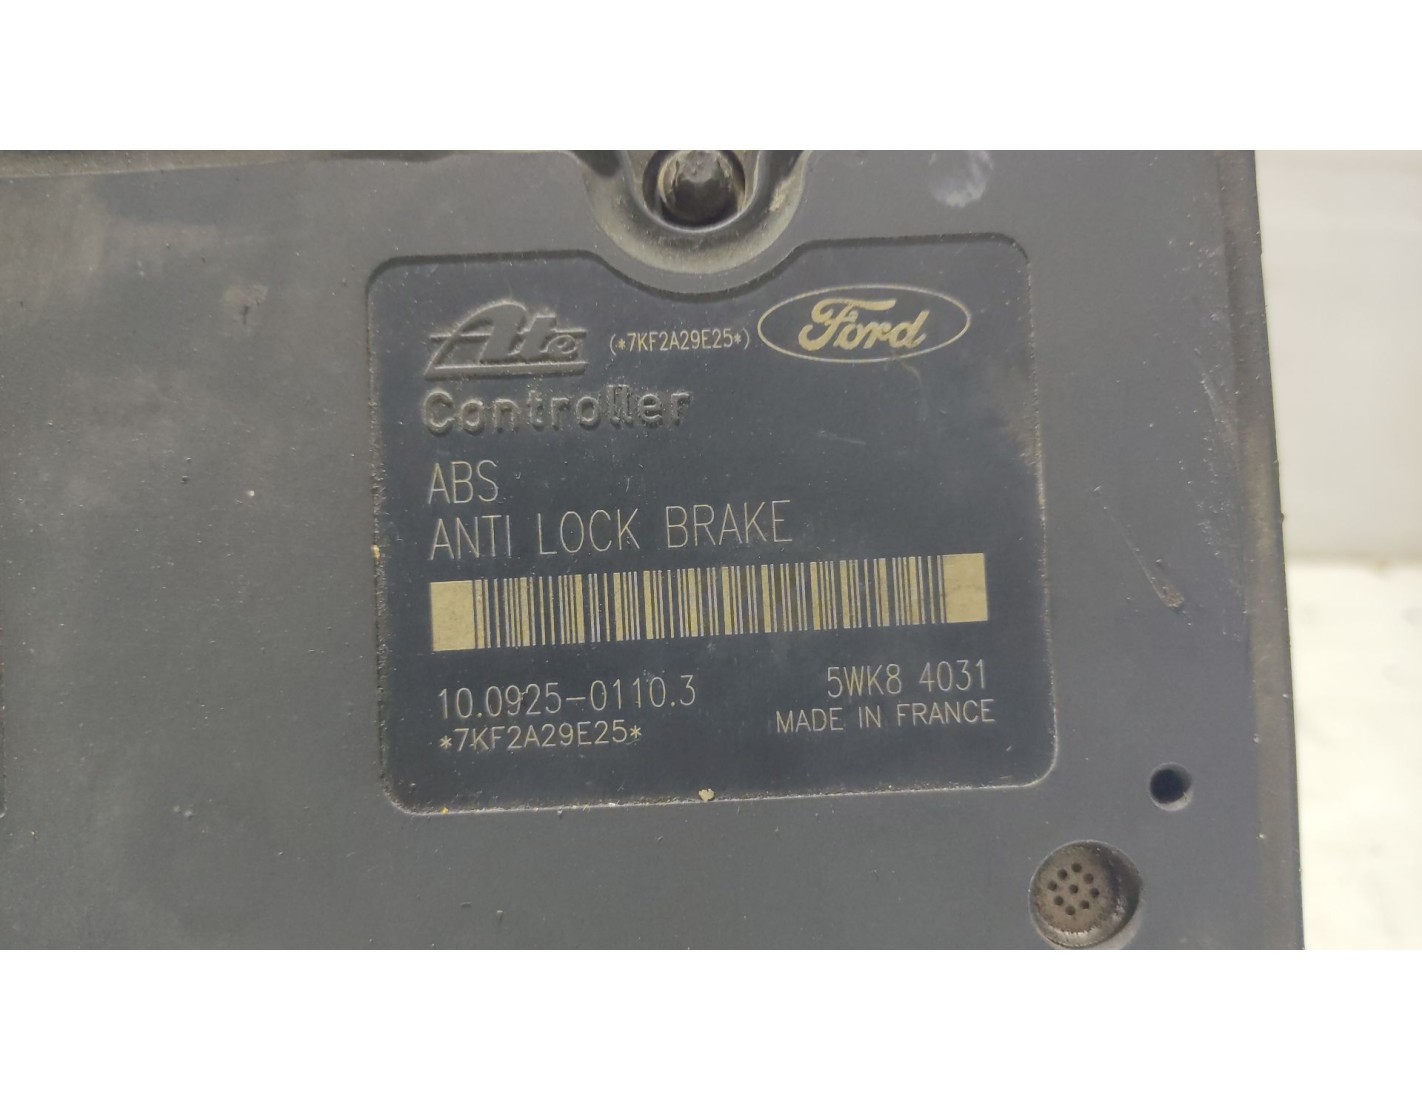 Ate (*7KF2A29E25*) Ford
Controller
ABS
ANTI LOCK BRAKE
10.0925-0110.3 5WK8 4031
*7KF2A29E25* MADE IN FRANCE